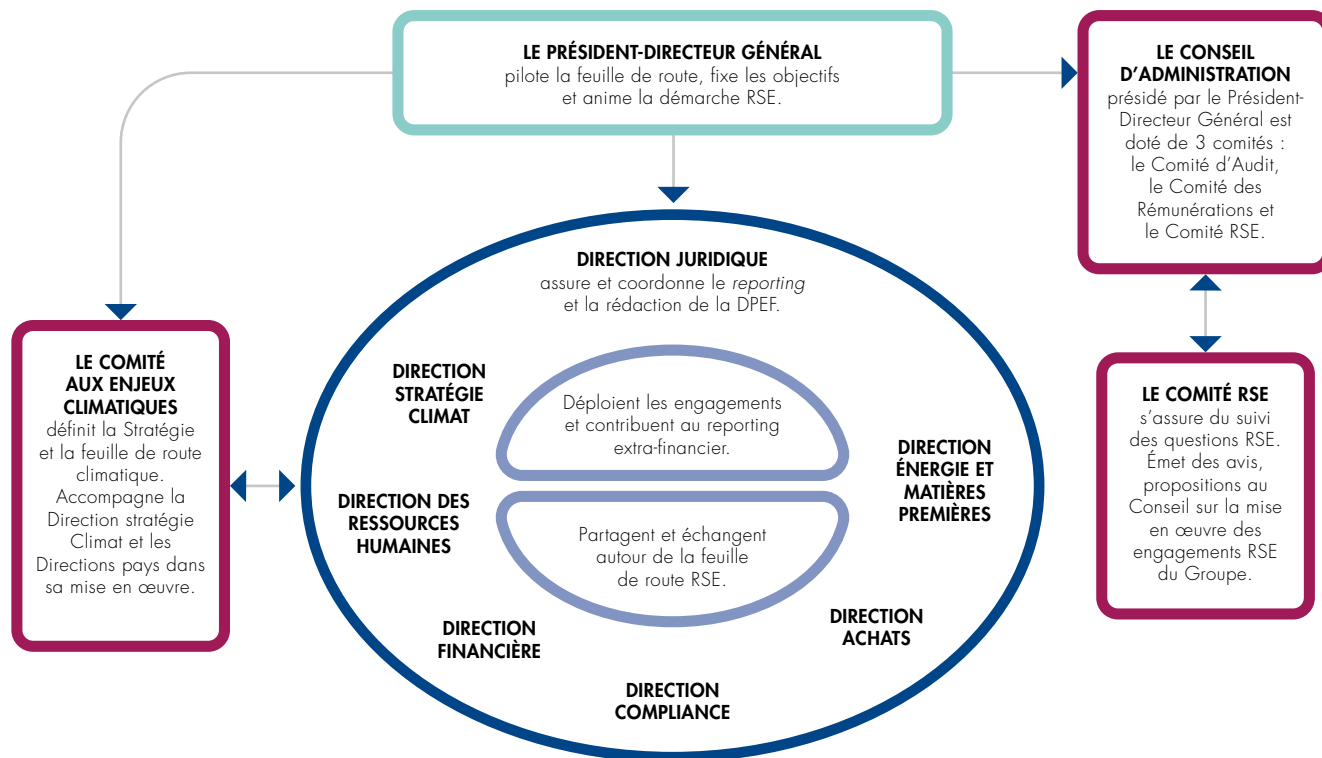 LE PRÉSIDENT-DIRECTEUR GÉNÉRAL
pilote la feuille de route, fixe les objectifs
et anime la démarche RSE.
LE CONSEIL
D’ADMINISTRATION
présidé par le Président-
Directeur Général est
doté de 3 comités :
le Comité d’Audit,
le Comité des
Rémunérations et
le Comité RSE.
DIRECTION JURIDIQUE
assure et coordonne le reporting
et la rédaction de la DPEF.
LE COMITÉ
AUX ENJEUX
CLIMATIQUES
définit la Stratégie
et la feuille de route
climatique.
Accompagne la
Direction stratégie
Climat et les
Directions pays dans
sa mise en œuvre.
DIRECTION
STRATÉGIE
CLIMAT
Déploient les engagements
et contribuent au reporting
extra-financier.
DIRECTION
ÉNERGIE ET
MATIÈRES
PREMIÈRES
LE COMITÉ RSE
s’assure du suivi
des questions RSE.
Émet des avis,
propositions au
Conseil sur la mise
en œuvre des
engagements RSE
du Groupe.
DIRECTION DES
RESSOURCES
HUMAINES
Partagent et échangent
autour de la feuille
de route RSE.
DIRECTION
FINANCIÈRE
DIRECTION
ACHATS
DIRECTION
COMPLIANCE